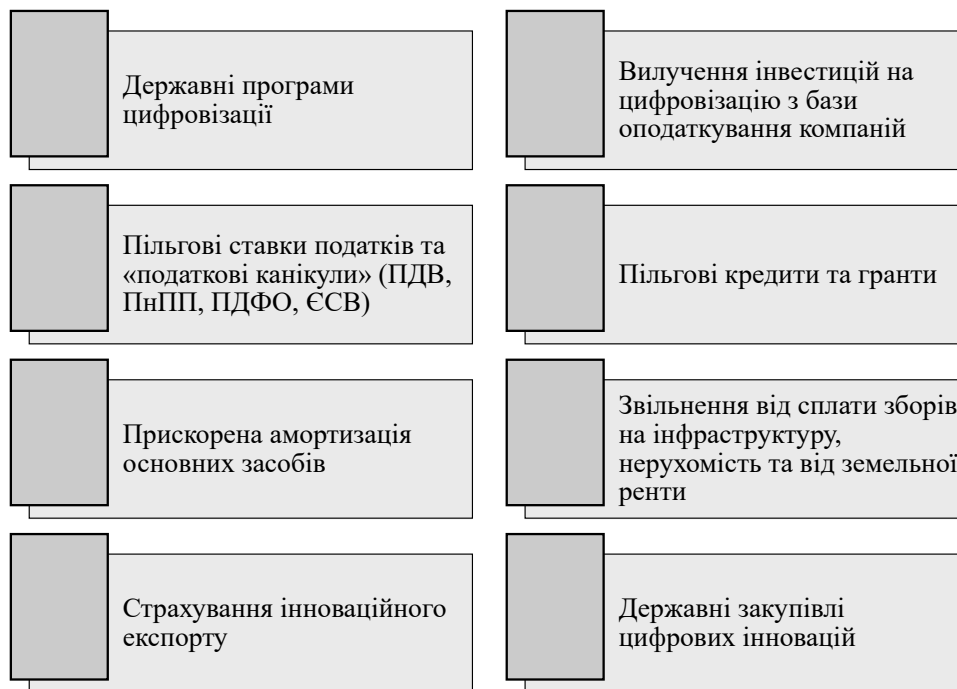 Державні програми
цифровізації
Вилучення інвестицій на
цифровізацію з бази
оподаткування компаній
Пільгові ставки податків та
«податкові канікули» (ПДВ,
ПнПП, ПДФО, ЄСВ)
Пільгові кредити та гранти
Прискорена амортизація
основних засобів
Звільнення від сплати зборів
на інфраструктуру,
нерухомість та від земельної
ренти
Страхування інноваційного
експорту
Державні закупівлі
цифрових інновацій